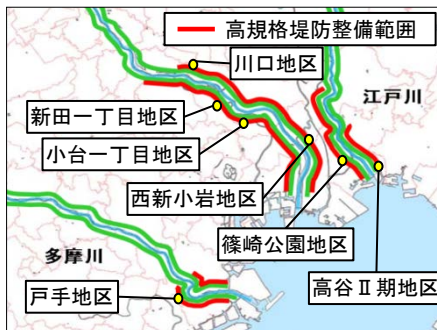 高規格堤防整備範囲
川口地区
江戸川
新田一丁目地区
小台一丁目地区
西新小岩地区
篠崎公園地区
多摩川
戸手地区
高谷Ⅱ期地区